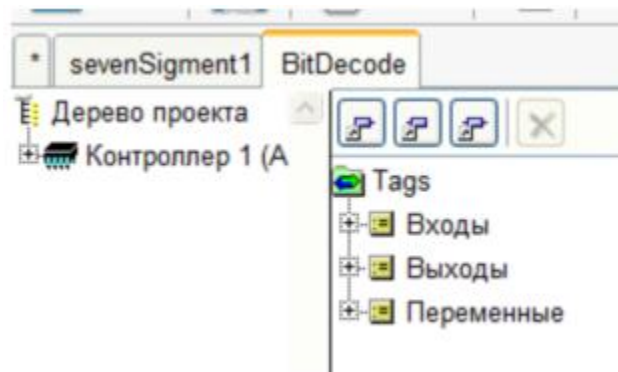 * sevenSigment1 BitDecode
Дерево проекта
Контроллер 1 (А
Tags
Входы
Выходы
Переменные